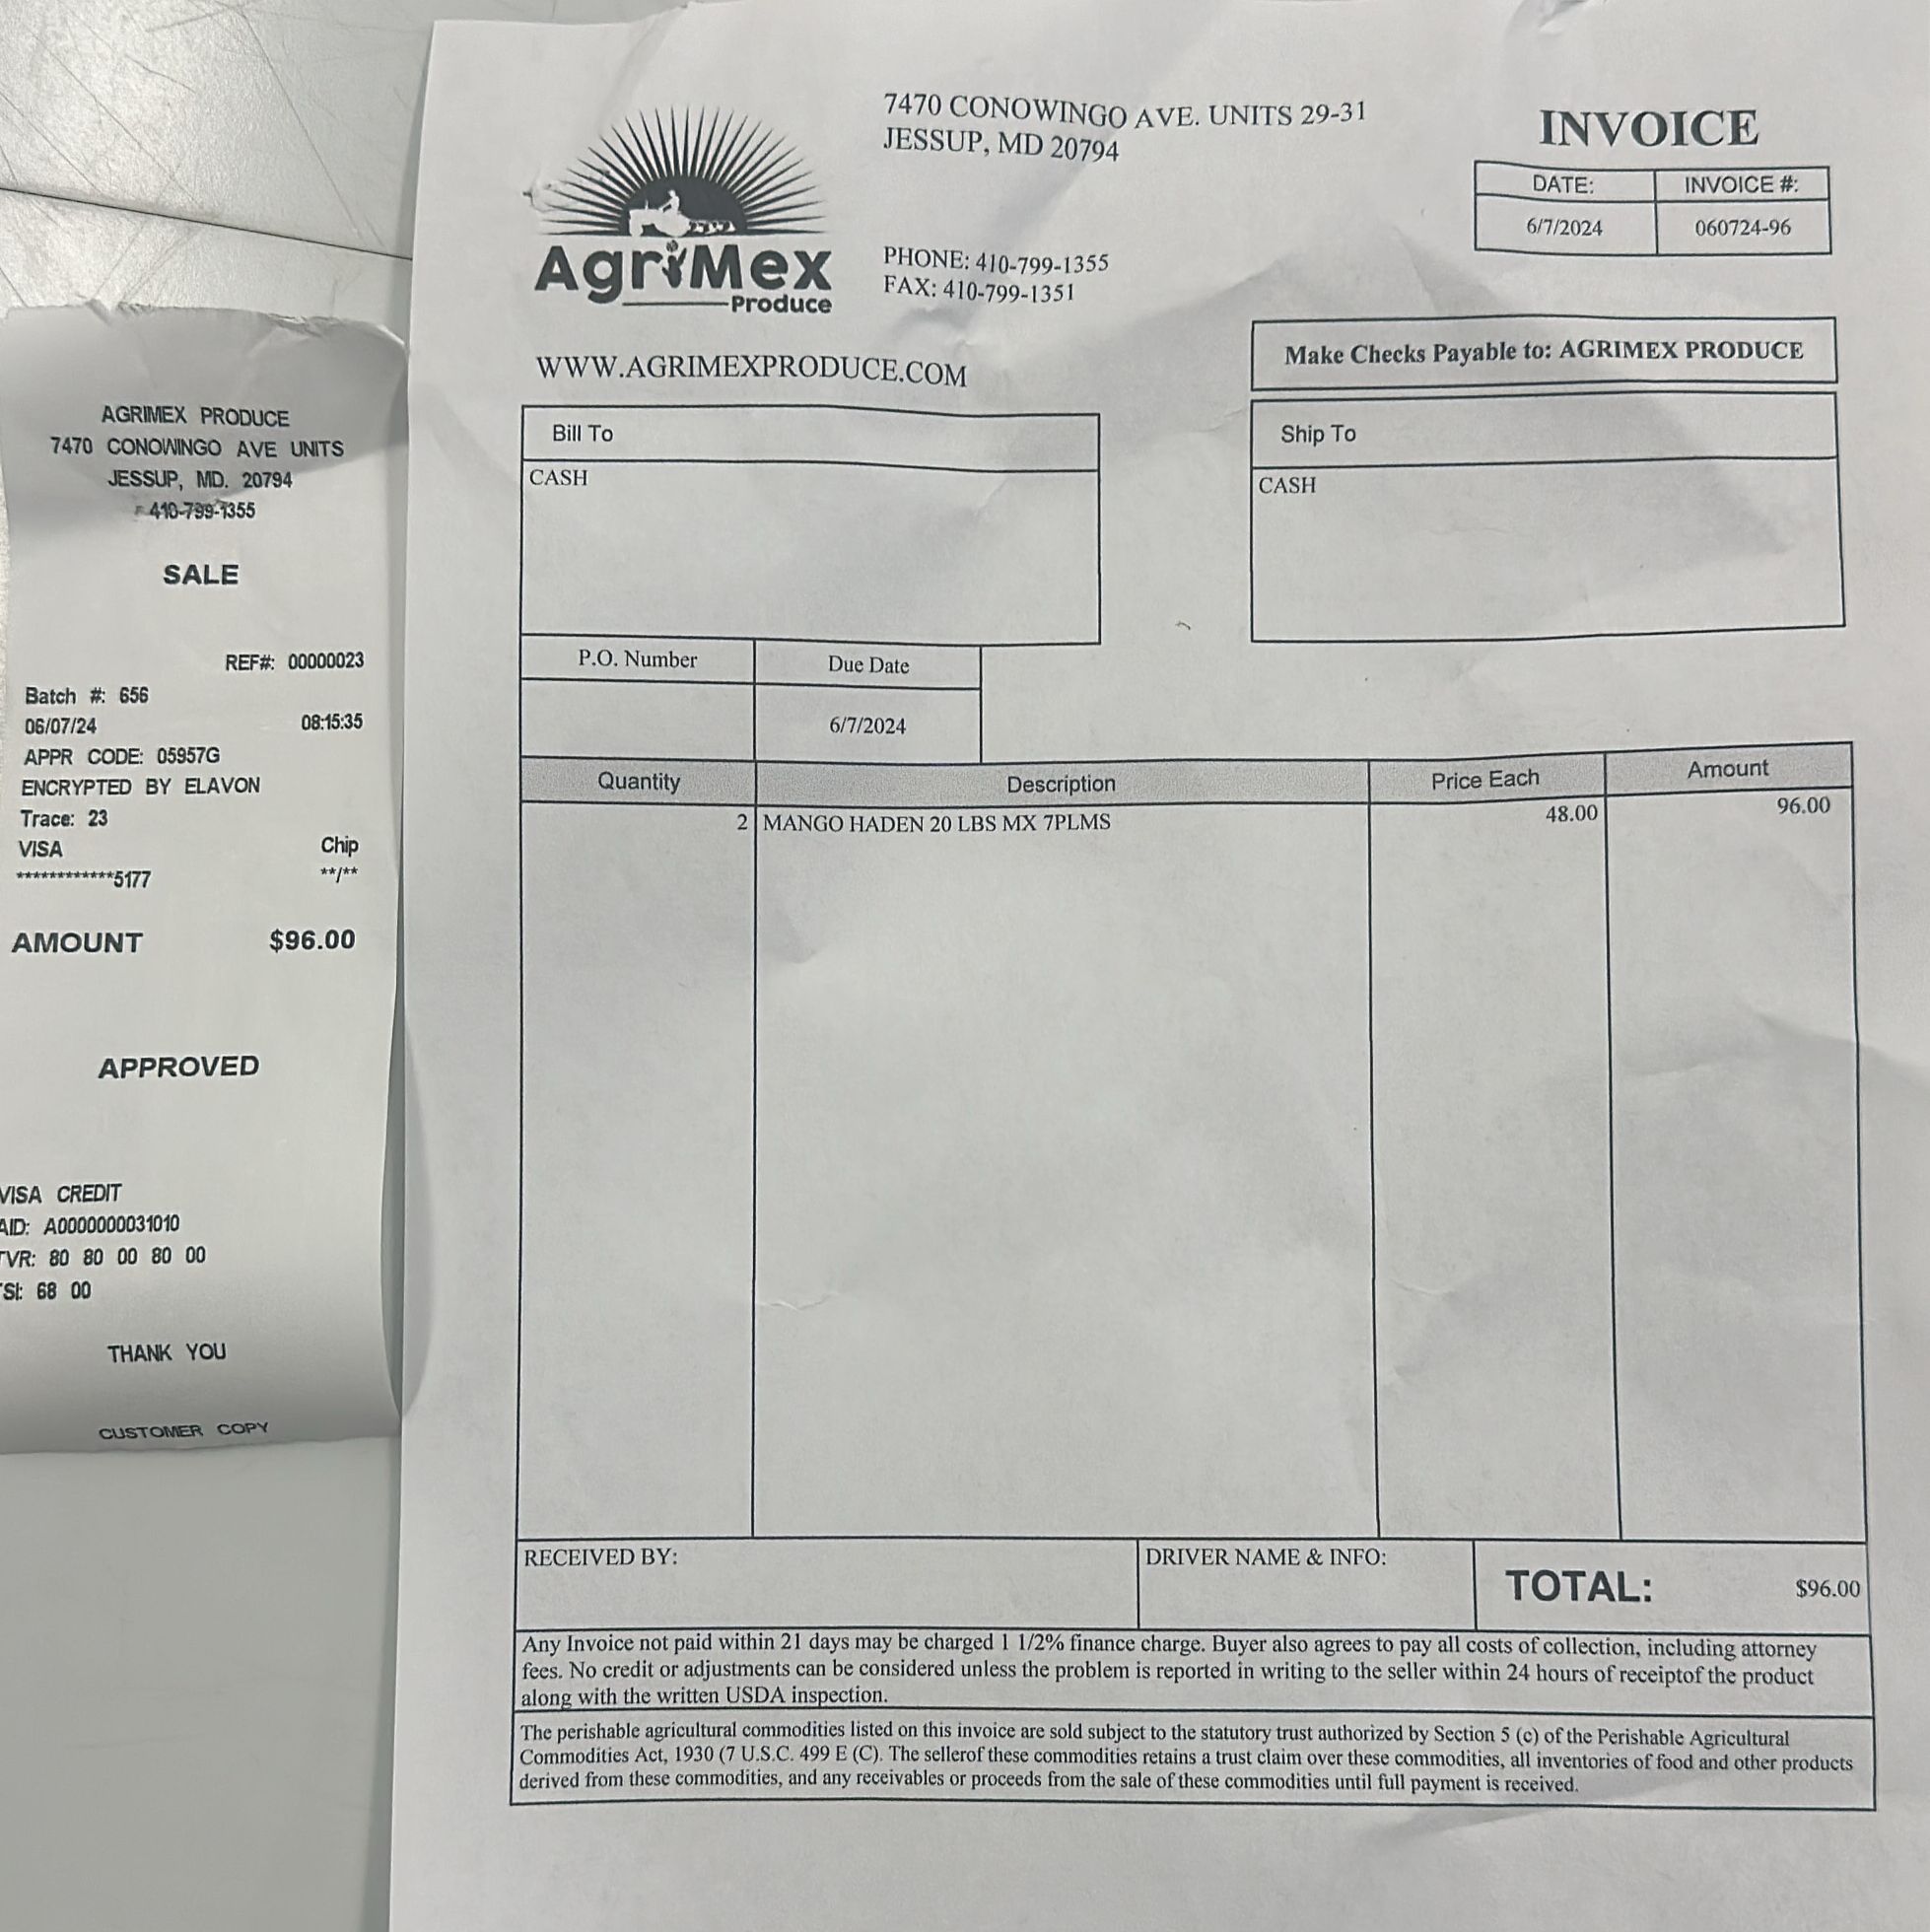 AGRIMEX PRODUCE
7470 CONOWINGO AVE UNITS
JESSUP, MD. 20794
410-799-1355
SALE
REF#: 00000023
Batch #: 656
06/07/24 08:15:35
APPR CODE: 05957G
ENCRYPTED BY ELAVON
Trace: 23
VISA Chip
************5177 **/**
AMOUNT $96.00
APPROVED
VISA CREDIT
AID: A0000000031010
TVR: 80 80 00 80 00
TSI: 68 00
THANK YOU
CUSTOMER COPY
AgriMex
Produce
7470 CONOWINGO AVE. UNITS 29-31
JESSUP, MD 20794
PHONE: 410-799-1355
FAX: 410-799-1351
WWW.AGRIMEXPRODUCE.COM
INVOICE
DATE: INVOICE #:
6/7/2024 060724-96
Make Checks Payable to: AGRIMEX PRODUCE
Bill To
CASH
Ship To
CASH
P.O. Number Due Date
6/7/2024
Quantity Description Price Each Amount
2 MANGO HADEN 20 LBS MX 7PLMS 48.00 96.00
RECEIVED BY: DRIVER NAME & INFO: TOTAL: $96.00
Any Invoice not paid within 21 days may be charged 1 1/2% finance charge. Buyer also agrees to pay all costs of collection, including attorney
fees. No credit or adjustments can be considered unless the problem is reported in writing to the seller within 24 hours of receiptof the product
along with the written USDA inspection.
The perishable agricultural commodities listed on this invoice are sold subject to the statutory trust authorized by Section 5 (c) of the Perishable Agricultural
Commodities Act, 1930 (7 U.S.C. 499 E (C). The sellerof these commodities retains a trust claim over these commodities, all inventories of food and other products
derived from these commodities, and any receivables or proceeds from the sale of these commodities until full payment is received.